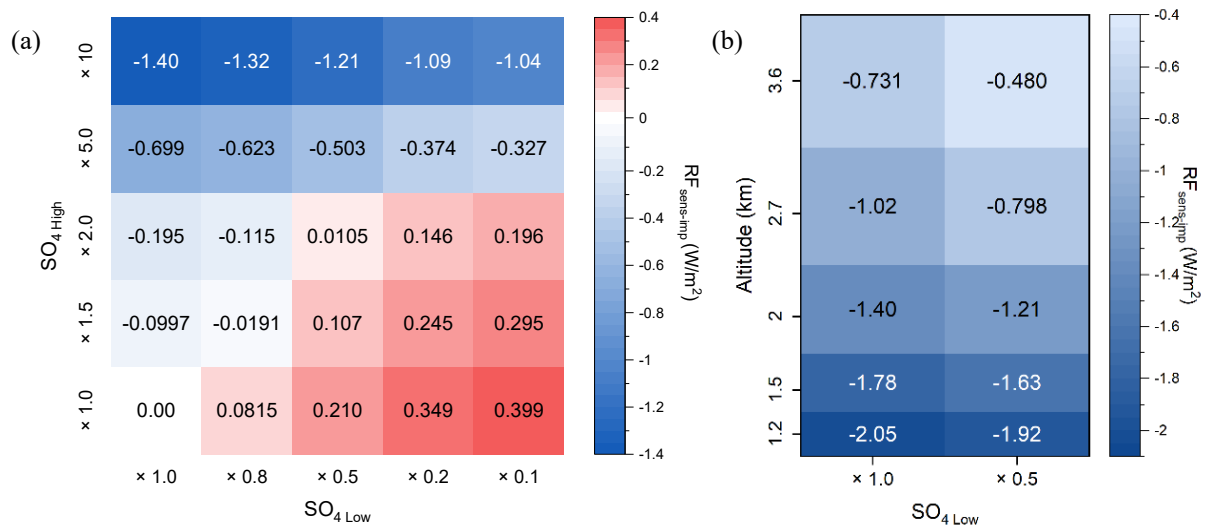 (a)
× 10 -1.40 -1.32 -1.21 -1.09 -1.04
× 5.0 -0.699 -0.623 -0.503 -0.374 -0.327
× 2.0 -0.195 -0.115 0.0105 0.146 0.196
× 1.5 -0.0997 -0.0191 0.107 0.245 0.295
× 1.0 0.00 0.0815 0.210 0.349 0.399
× 1.0 × 0.8 × 0.5 × 0.2 × 0.1
SO4 High
SO4 Low
0.4
0.2
0
-0.2
-0.4
-0.6
-0.8
-1
-1.2
-1.4
RFsens-imp (W/m²)
(b)
3.6 -0.731 -0.480
2.7 -1.02 -0.798
2 -1.40 -1.21
1.5 -1.78 -1.63
1.2 -2.05 -1.92
× 1.0 × 0.5
Altitude (km)
SO4 Low
-0.4
-0.6
-0.8
-1
-1.2
-1.4
-1.6
-1.8
-2
RFsens-imp (W/m²)